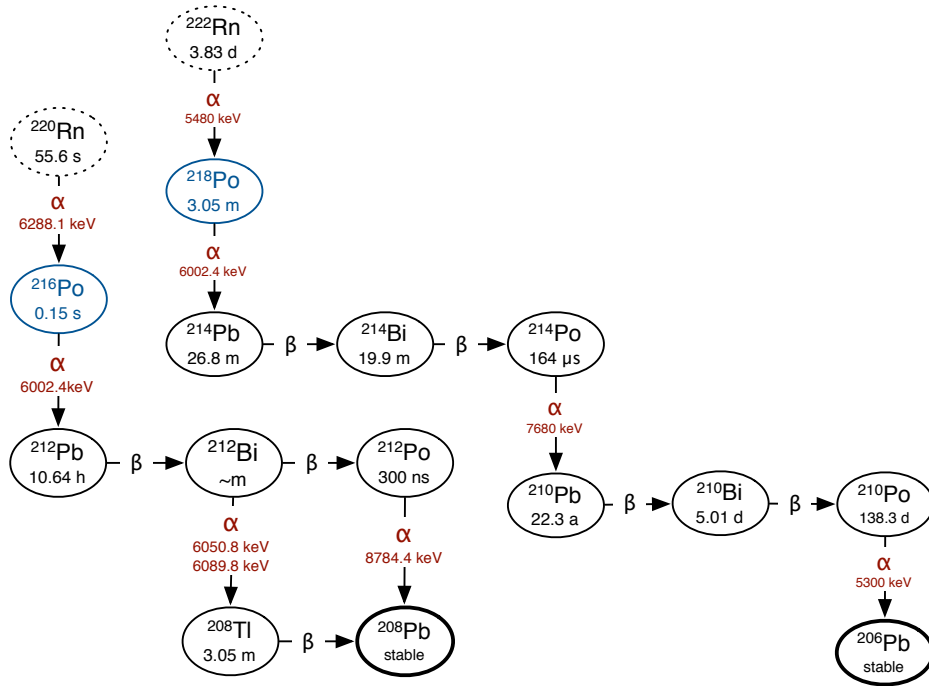 ²²²Rn
3.83 d
α
5480 keV
²²⁰Rn
55.6 s
α
6288.1 keV
²¹⁸Po
3.05 m
α
6002.4 keV
²¹⁶Po
0.15 s
α
6002.4keV
²¹⁴Pb
26.8 m
β
²¹⁴Bi
19.9 m
β
²¹⁴Po
164 µs
α
7680 keV
²¹²Pb
10.64 h
β
²¹²Bi
~m
β
²¹²Po
300 ns
α
6050.8 keV
6089.8 keV
α
8784.4 keV
²¹⁰Pb
22.3 a
β
²¹⁰Bi
5.01 d
β
²¹⁰Po
138.3 d
α
5300 keV
²⁰⁸Tl
3.05 m
β
²⁰⁸Pb
stable
²⁰⁶Pb
stable